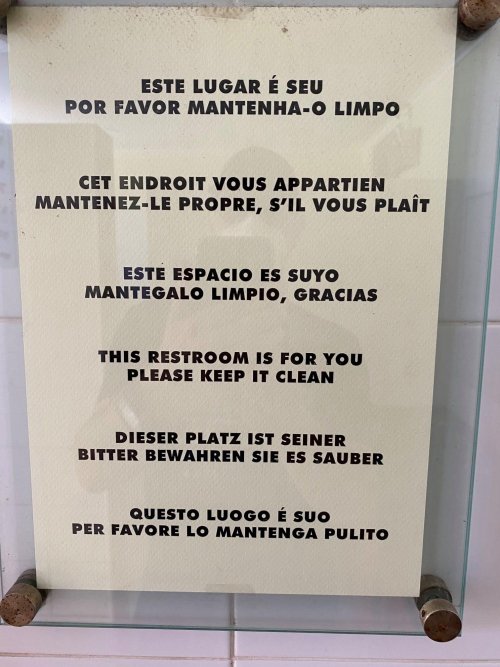 ESTE LUGAR É SEU
POR FAVOR MANTENHA-O LIMPO
CET ENDROIT VOUS APPARTIEN
MANTENEZ-LE PROPRE, S'IL VOUS PLAÎT
ESTE ESPACIO ES SUYO
MANTEGALO LIMPIO, GRACIAS
THIS RESTROOM IS FOR YOU
PLEASE KEEP IT CLEAN
DIESER PLATZ IST SEINER
BITTER BEWAHREN SIE ES SAUBER
QUESTO LUOGO É SUO
PER FAVORE LO MANTENGA PULITO